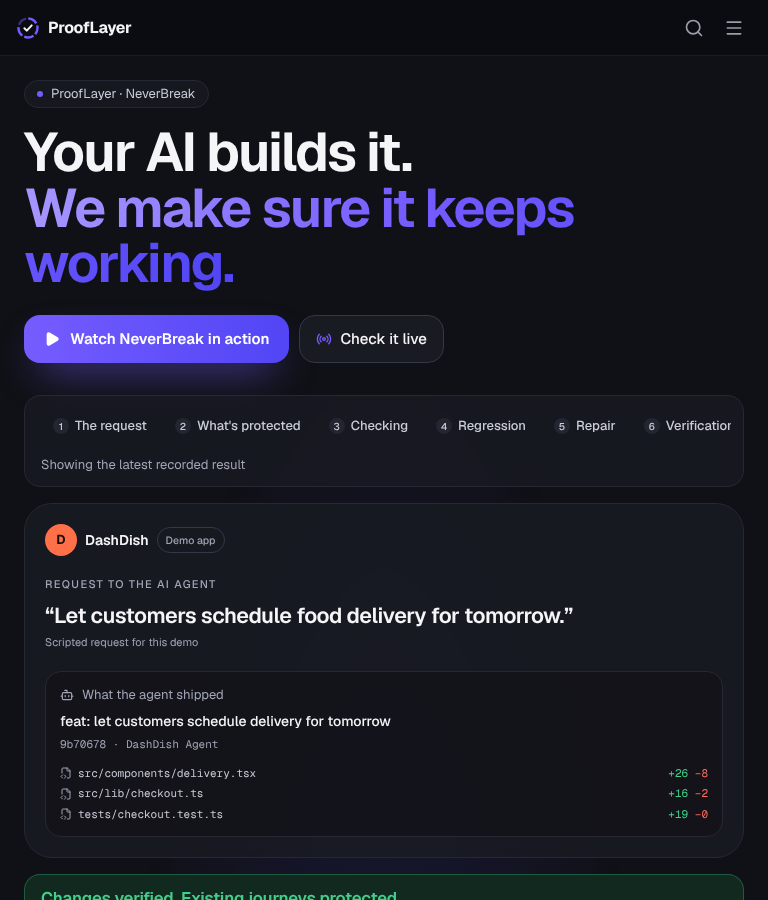 ProofLayer
ProofLayer · NeverBreak
Your AI builds it.
We make sure it keeps
working.
Watch NeverBreak in action
Check it live
1 The request 2 What's protected 3 Checking 4 Regression 5 Repair 6 Verification
Showing the latest recorded result
D DashDish Demo app
REQUEST TO THE AI AGENT
“Let customers schedule food delivery for tomorrow.”
Scripted request for this demo
What the agent shipped
feat: let customers schedule delivery for tomorrow
9b70678 · DashDish Agent
src/components/delivery.tsx +26 −8
src/lib/checkout.ts +16 −2
tests/checkout.test.ts +19 −0
Changes verified. Existing journeys protected.